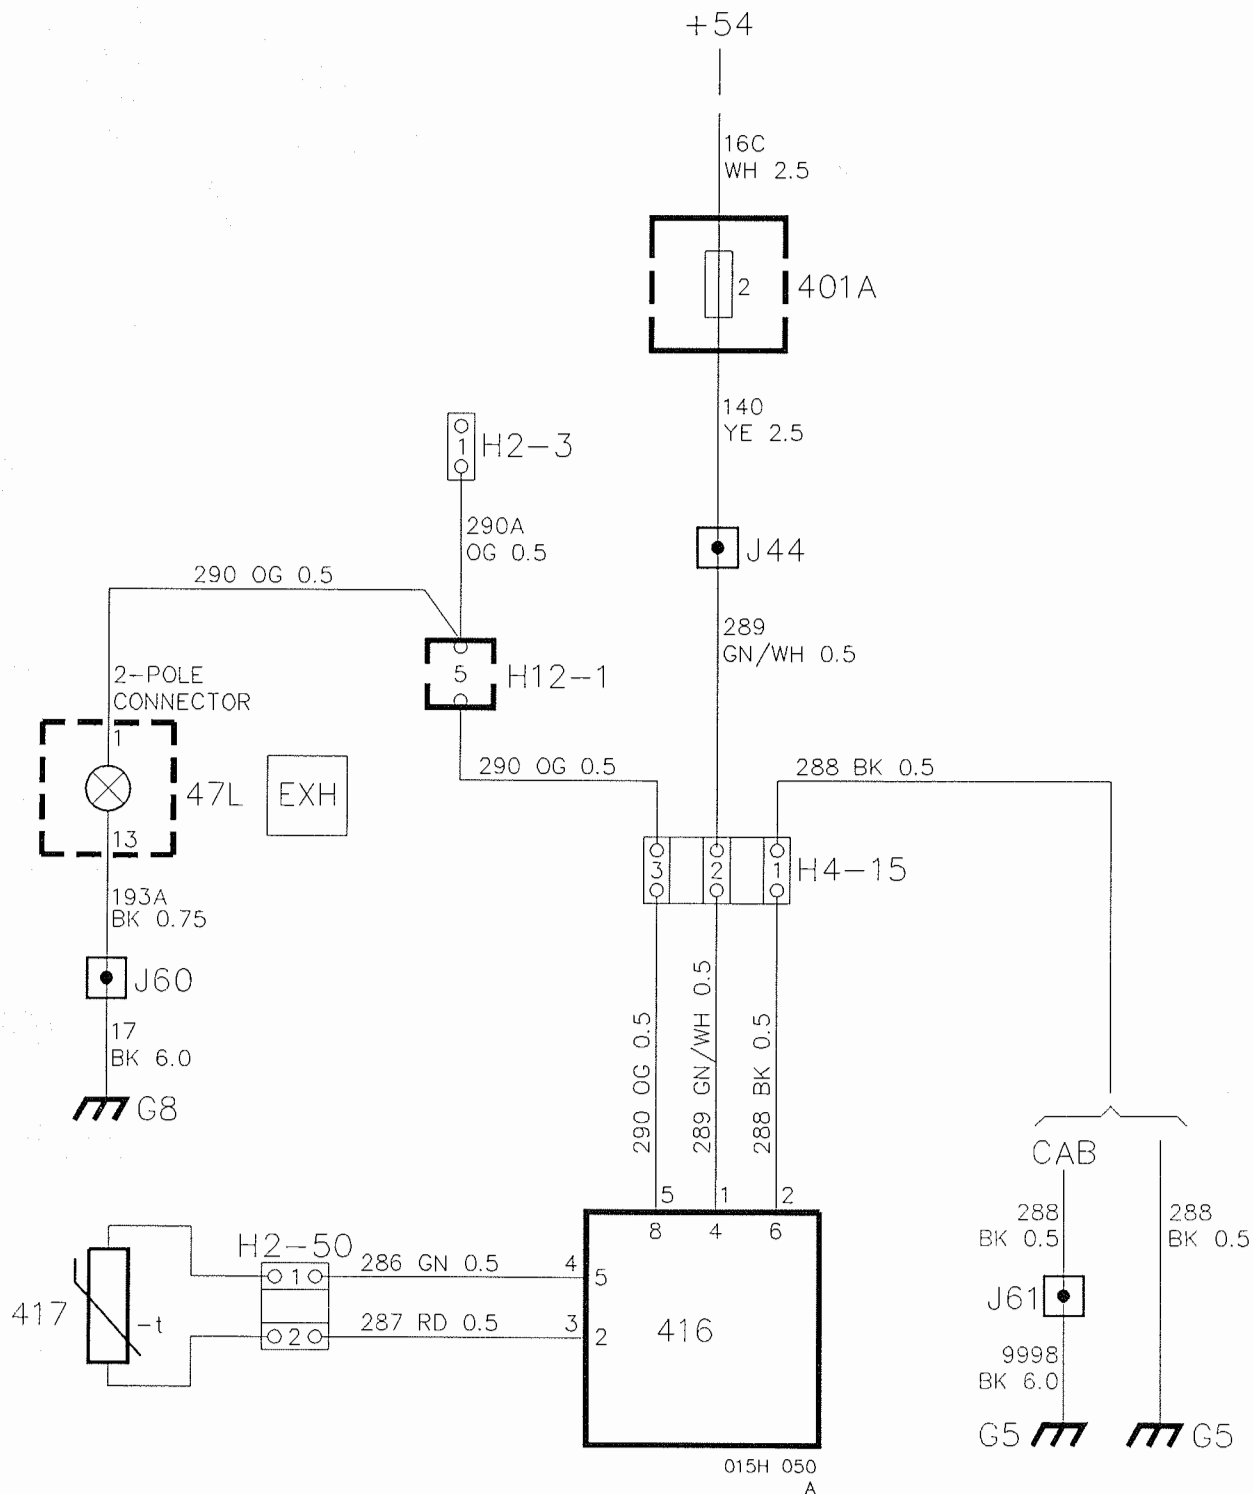 +54
16C
WH 2.5
2
401A
140
YE 2.5
1
H2-3
290A
OG 0.5
J44
290 OG 0.5
289
GN/WH 0.5
5
H12-1
2-POLE
CONNECTOR
1
47L
EXH
13
290 OG 0.5
288 BK 0.5
3
2
1
H4-15
193A
BK 0.75
J60
17
BK 6.0
G8
290 OG 0.5
289 GN/WH 0.5
288 BK 0.5
CAB
5
1
2
8
4
6
288
BK 0.5
288
BK 0.5
H2-50
1
286 GN 0.5
4
5
417
-t
2
287 RD 0.5
3
2
416
J61
9998
BK 6.0
G5
G5
015H 050
A